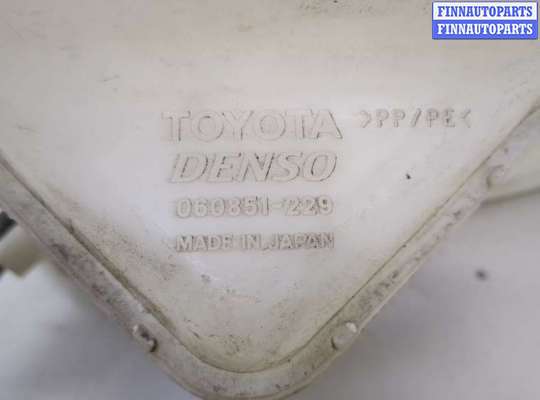 FINNAUTOPARTS
FINNAUTOPARTS
TOYOTA >PP/PE<
DENSO
060851-229
MADE IN JAPAN